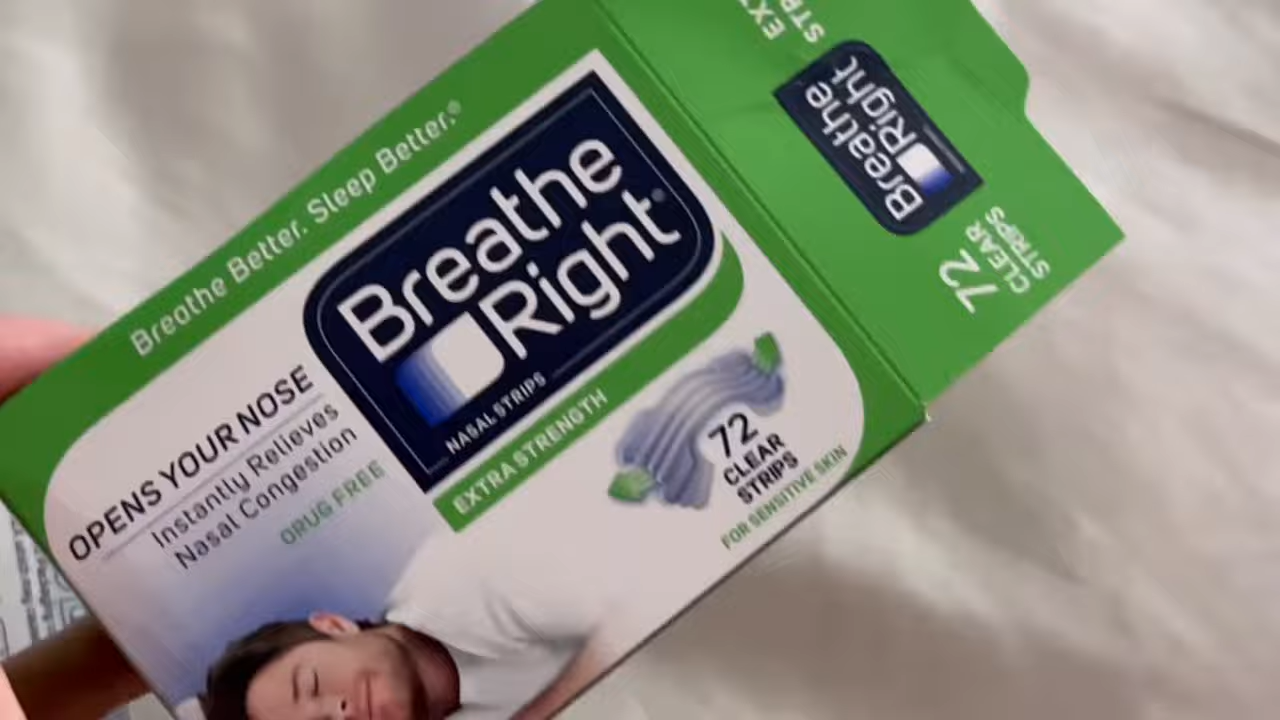 Breathe Better. Sleep Better.®
Breathe
Right®
NASAL STRIPS
EXTRA STRENGTH
OPENS YOUR NOSE
Instantly Relieves
Nasal Congestion
DRUG FREE
72
CLEAR
STRIPS
FOR SENSITIVE SKIN
Breathe
Right
72
CLEAR
STRIPS